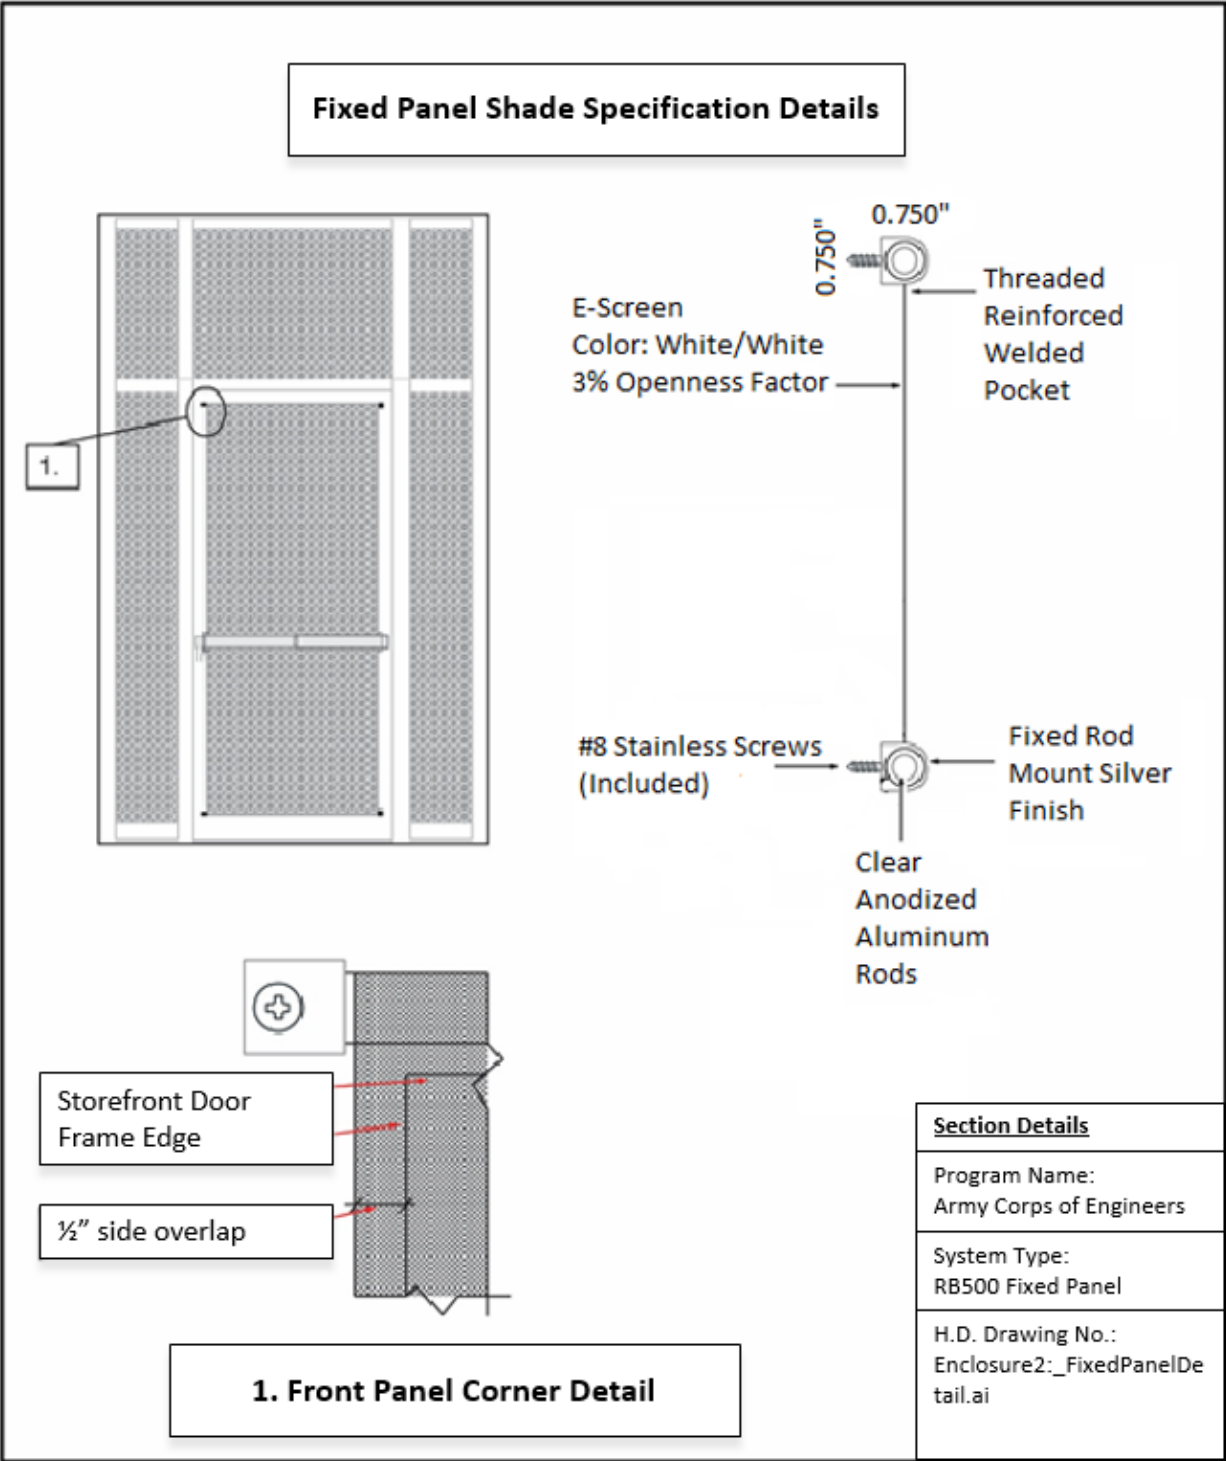 Fixed Panel Shade Specification Details
0.750"
0.750"
Threaded
Reinforced
Welded
Pocket
E-Screen
Color: White/White
3% Openness Factor
1.
#8 Stainless Screws
(Included)
Fixed Rod
Mount Silver
Finish
Clear
Anodized
Aluminum
Rods
Storefront Door
Frame Edge
½” side overlap
1. Front Panel Corner Detail
Section Details
Program Name:
Army Corps of Engineers
System Type:
RB500 Fixed Panel
H.D. Drawing No.:
Enclosure2:_FixedPanelDe
tail.ai